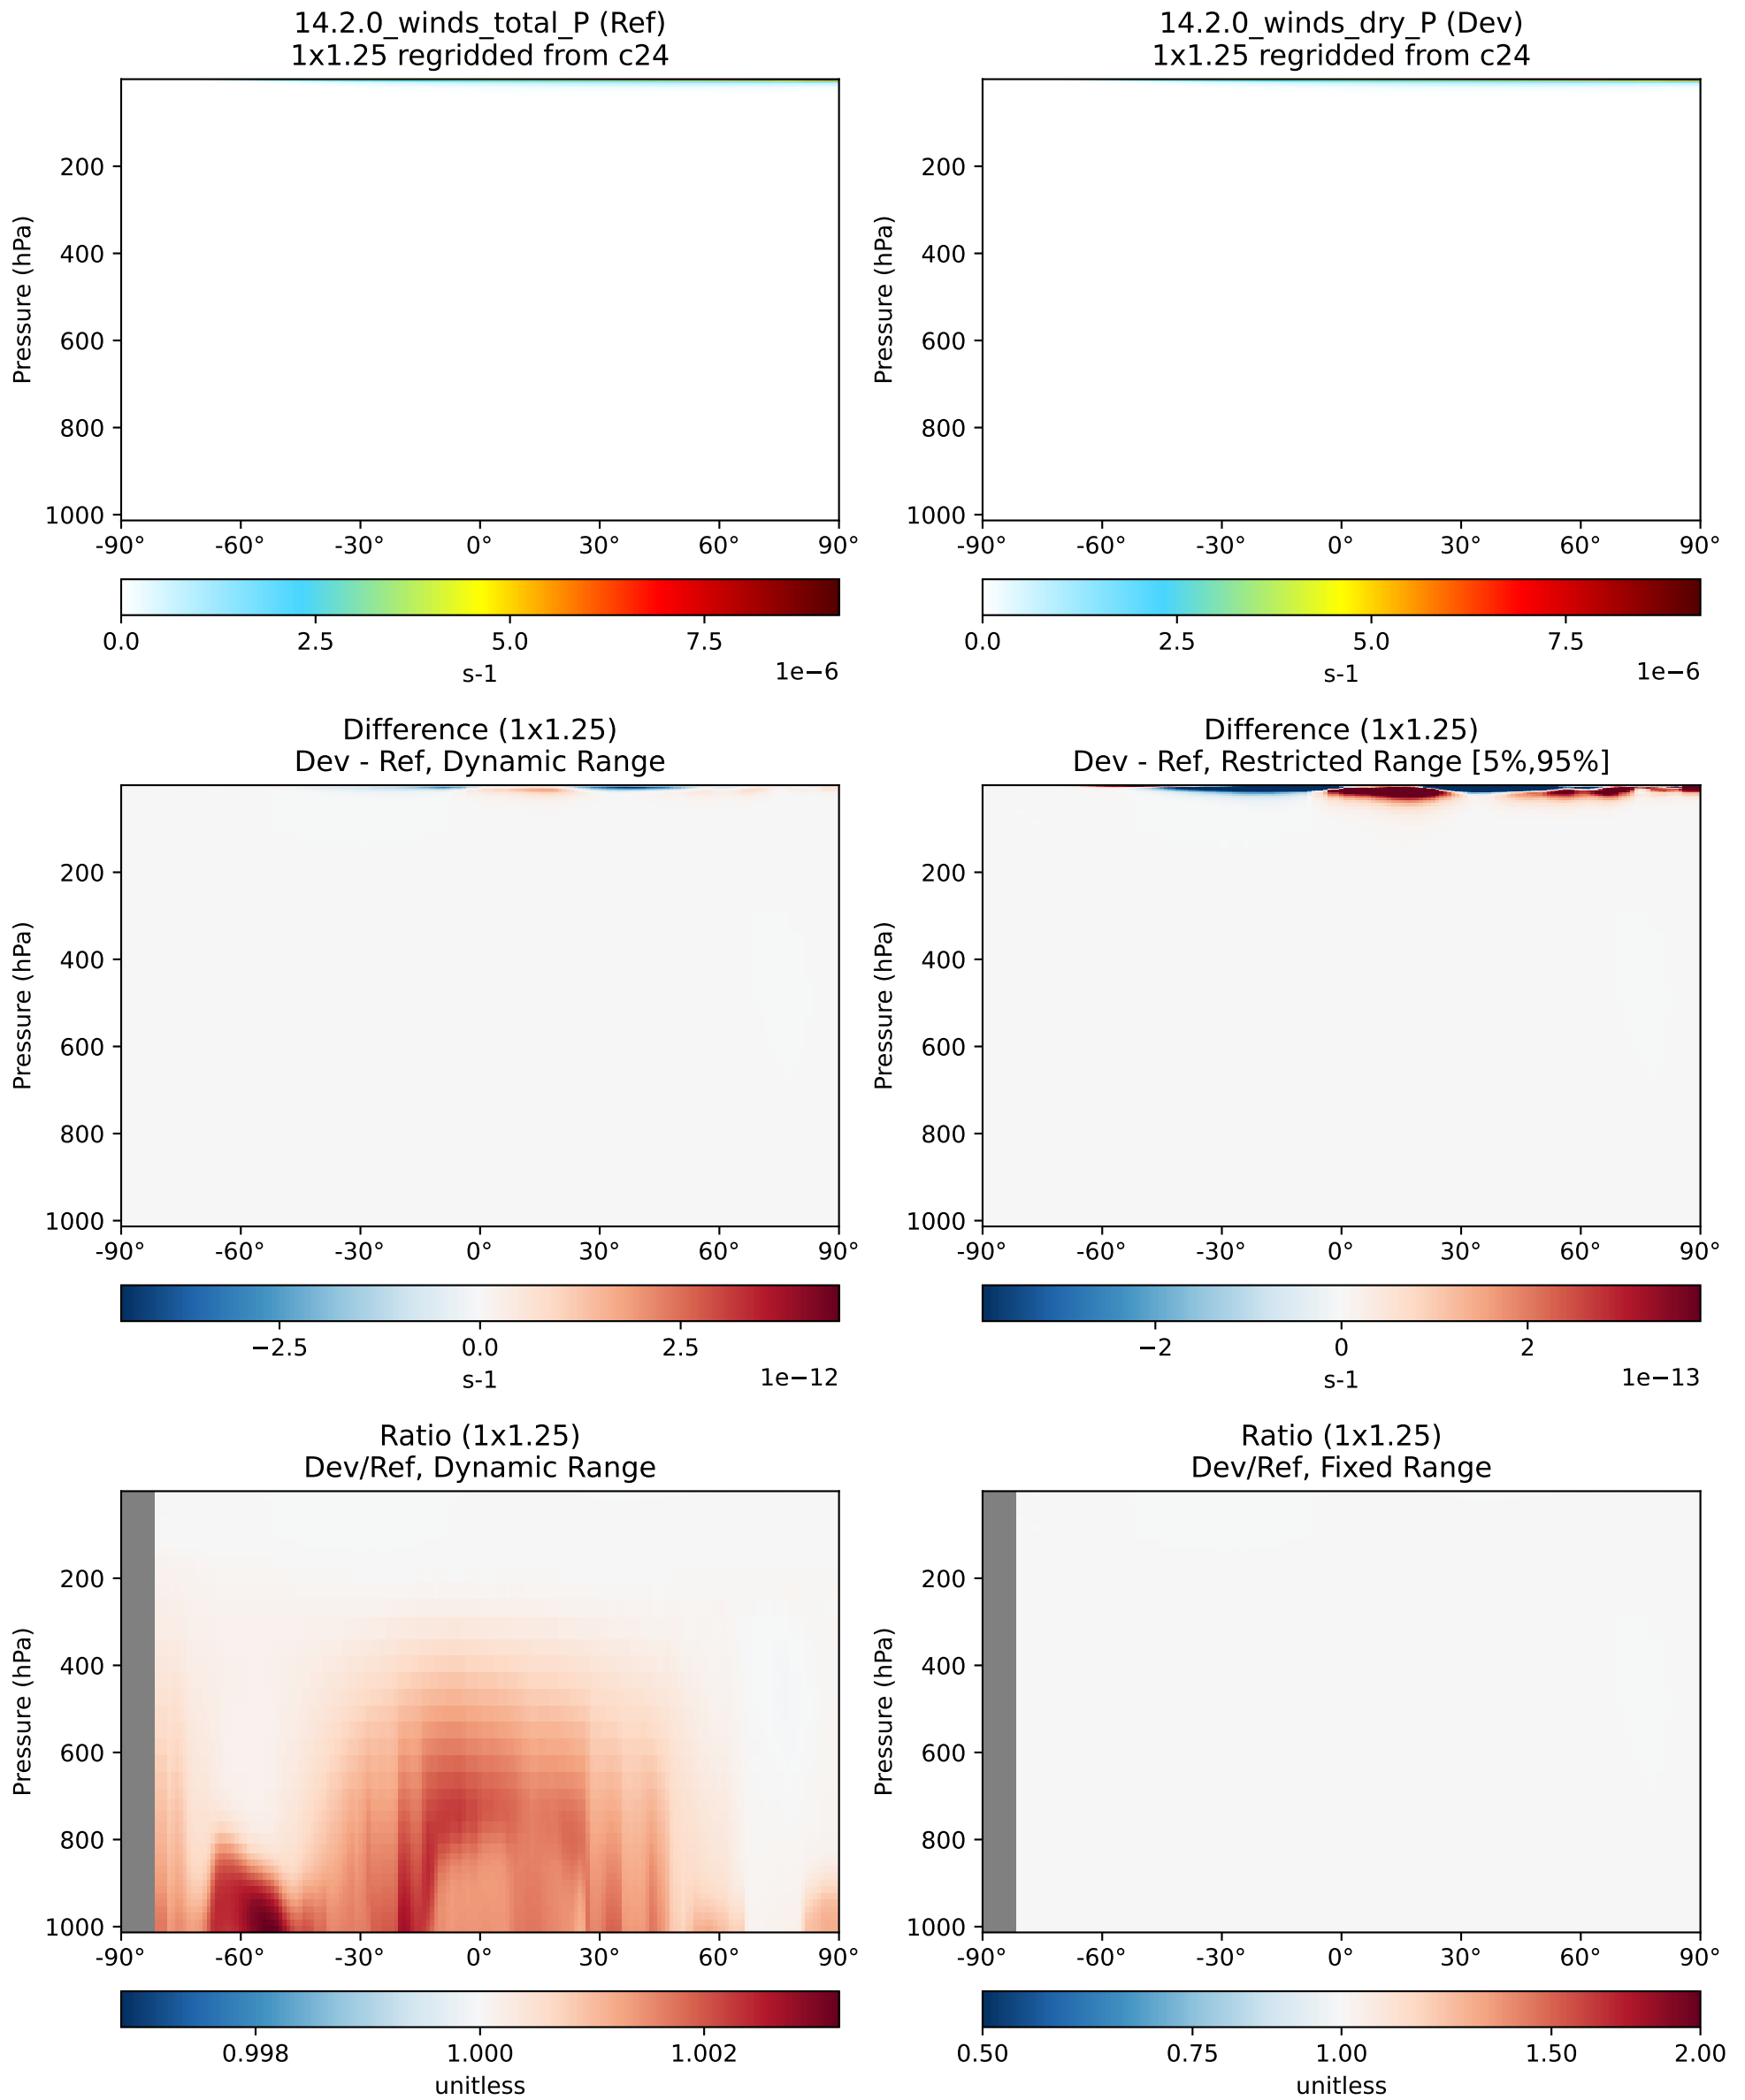 14.2.0_winds_total_P (Ref)
1x1.25 regridded from c24
Pressure (hPa)
200
400
600
800
1000
-90° -60° -30° 0° 30° 60° 90°
0.0 2.5 5.0 7.5
s-1
1e−6
14.2.0_winds_dry_P (Dev)
1x1.25 regridded from c24
Pressure (hPa)
200
400
600
800
1000
-90° -60° -30° 0° 30° 60° 90°
0.0 2.5 5.0 7.5
s-1
1e−6
Difference (1x1.25)
Dev - Ref, Dynamic Range
Pressure (hPa)
200
400
600
800
1000
-90° -60° -30° 0° 30° 60° 90°
−2.5 0.0 2.5
s-1
1e−12
Difference (1x1.25)
Dev - Ref, Restricted Range [5%,95%]
Pressure (hPa)
200
400
600
800
1000
-90° -60° -30° 0° 30° 60° 90°
−2 0 2
s-1
1e−13
Ratio (1x1.25)
Dev/Ref, Dynamic Range
Pressure (hPa)
200
400
600
800
1000
-90° -60° -30° 0° 30° 60° 90°
0.998 1.000 1.002
unitless
Ratio (1x1.25)
Dev/Ref, Fixed Range
Pressure (hPa)
200
400
600
800
1000
-90° -60° -30° 0° 30° 60° 90°
0.50 0.75 1.00 1.50 2.00
unitless